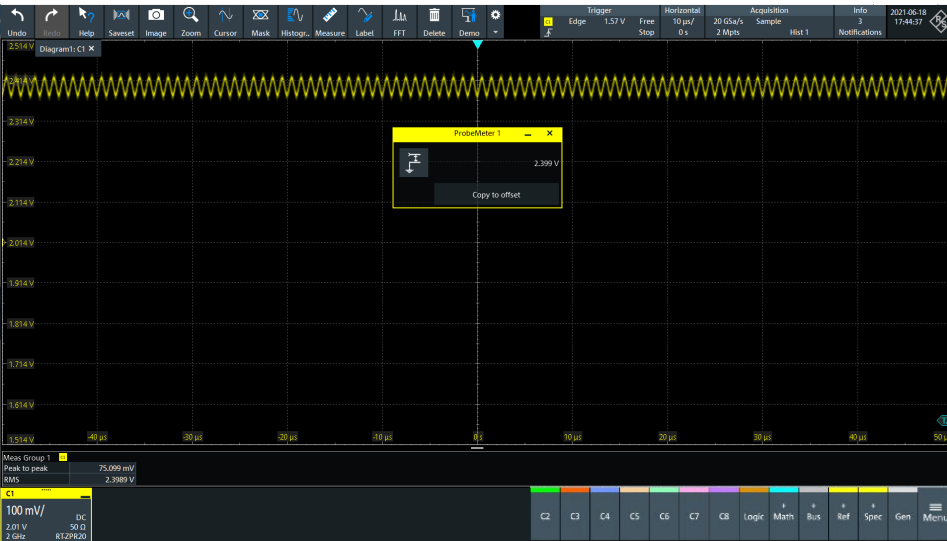 Trigger Horizontal Acquisition Info 2021-06-18
Edge 1.57 V Free 10 µs/ 20 GSa/s Sample 3 17:44:37
Undo Redo Help Saveset Image Zoom Cursor Mask Histogr.. Measure Label FFT Delete Demo Stop 0 s 2 Mpts Hist 1 Notifications
2.514 V Diagram1: C1 ×
2.414 V
2.314 V
ProbeMeter 1
2.214 V
2.399 V
Copy to offset
2.114 V
2.014 V
1.914 V
1.814 V
1.714 V
1.614 V
1.514 V -40 µs -30 µs -20 µs -10 µs 0 s 10 µs 20 µs 30 µs 40 µs
Meas Group 1 C1
Peak to peak 75.099 mV
RMS 2.3989 V
C1
100 mV/ DC
2.01 V 50 Ω
2 GHz RT-ZPR20
C2 C3 C4 C5 C6 C7 C8 Logic Math Bus Ref Spec Gen Menu